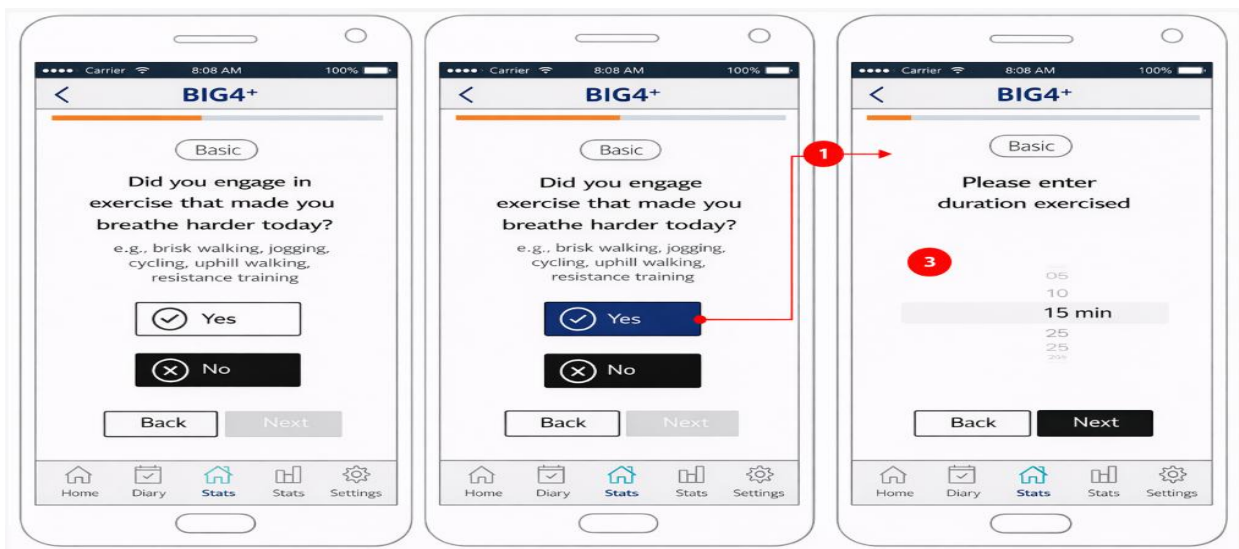 Carrier 8:08 AM 100%
BIG4+
Basic
Did you engage in
exercise that made you
breathe harder today?
e.g., brisk walking, jogging,
cycling, uphill walking,
resistance training
Yes
No
Back Next
Home Diary Stats Stats Settings
Carrier 8:08 AM 100%
BIG4+
Basic
Did you engage
exercise that made you
breathe harder today?
e.g., brisk walking, jogging,
cycling, uphill walking,
resistance training
Yes
No
Back Next
Home Diary Stats Stats Settings
1
Carrier 8:08 AM 100%
BIG4+
Basic
Please enter
duration exercised
3
05
10
15 min
25
25
Back Next
Home Diary Stats Stats Settings